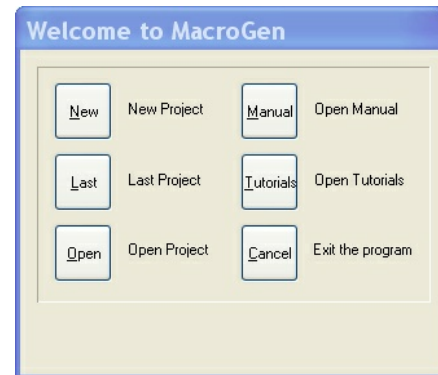 Welcome to MacroGen
New New Project Manual Open Manual
Last Last Project Tutorials Open Tutorials
Open Open Project Cancel Exit the program